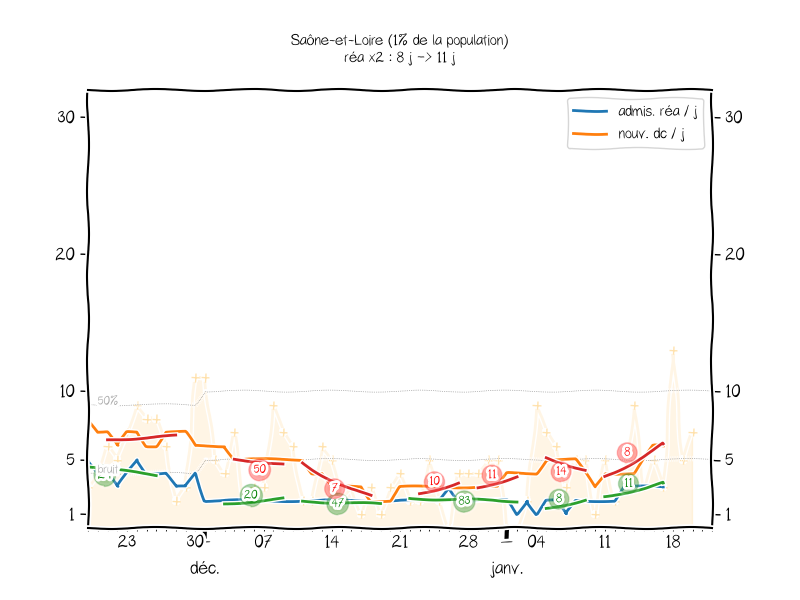 Saône-et-Loire (1% de la population)
réa x2 : 8 j -> 11 j
admis. réa / j
nouv. dc / j
30 30
20 20
10 10
5 5
1 1
50%
bruit
50
20
7
47
10
83
11
14
8
8
11
23 30 07 14 21 28 04 11 18
déc. janv.